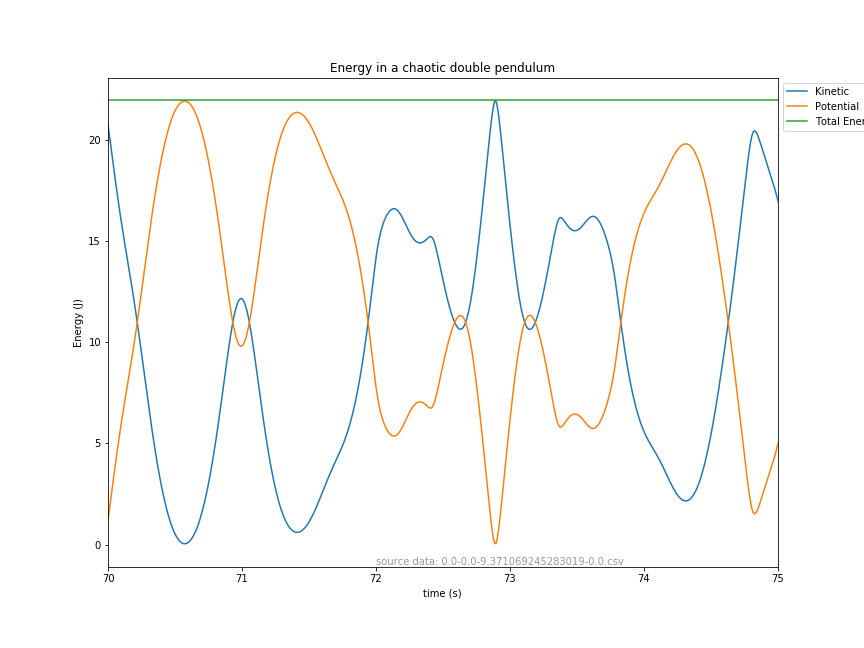 Energy in a chaotic double pendulum
Kinetic
Potential
Total Ener
Energy (J)
20
15
10
5
0
source data: 0.0-0.0-9.371069245283019-0.0.csv
70
71
72
73
74
75
time (s)